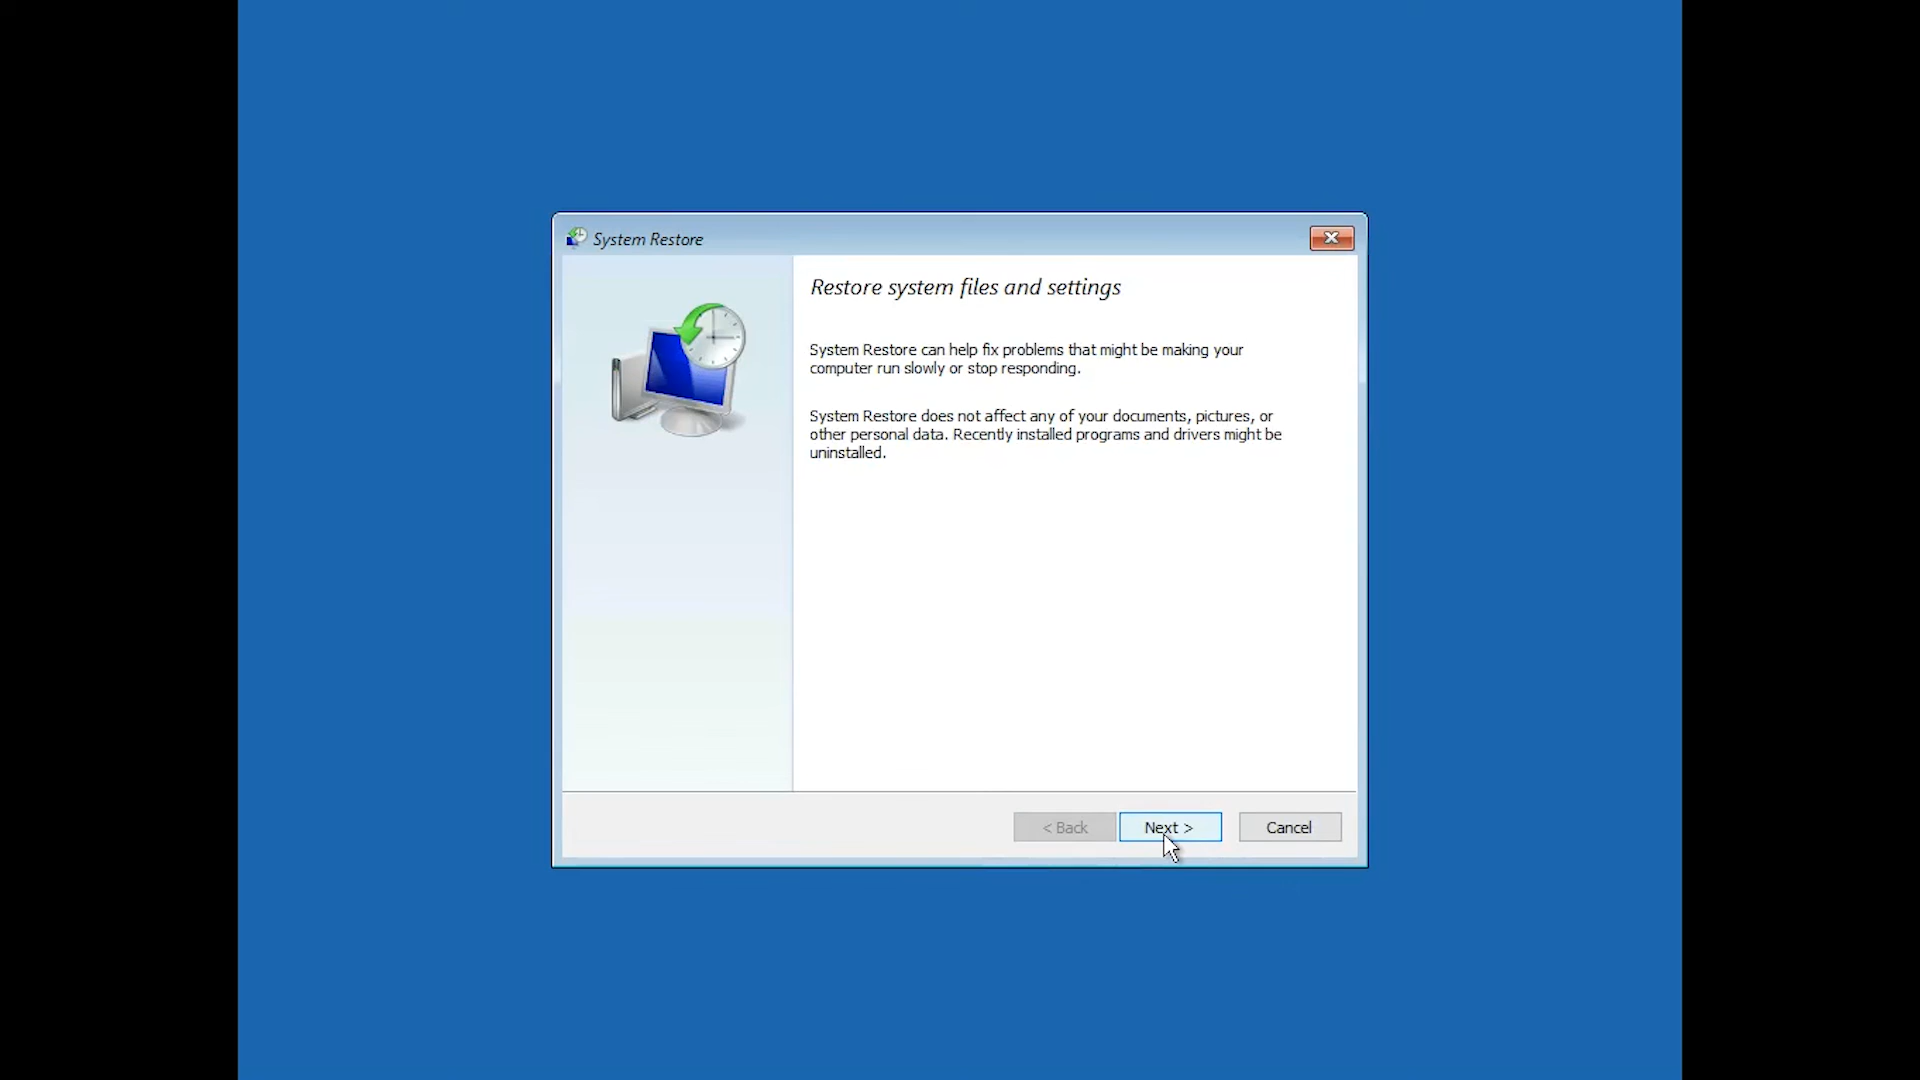 System Restore
Restore system files and settings
System Restore can help fix problems that might be making your
computer run slowly or stop responding.
System Restore does not affect any of your documents, pictures, or
other personal data. Recently installed programs and drivers might be
uninstalled.
< Back Next > Cancel